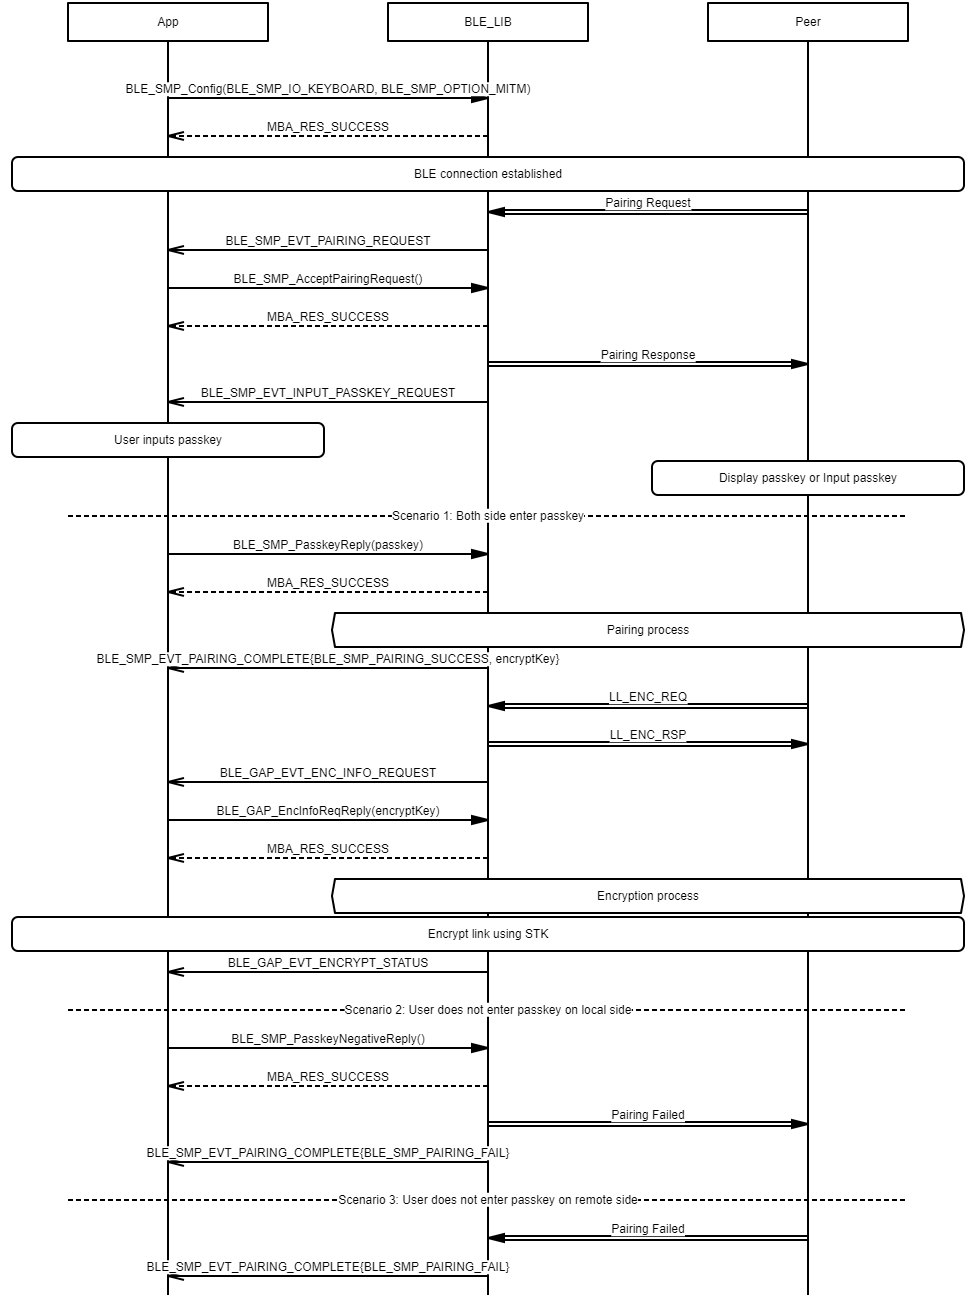 App
BLE_LIB
Peer
BLE_SMP_Config(BLE_SMP_IO_KEYBOARD, BLE_SMP_OPTION_MITM)
MBA_RES_SUCCESS
BLE connection established
Pairing Request
BLE_SMP_EVT_PAIRING_REQUEST
BLE_SMP_AcceptPairingRequest()
MBA_RES_SUCCESS
Pairing Response
BLE_SMP_EVT_INPUT_PASSKEY_REQUEST
User inputs passkey
Display passkey or Input passkey
Scenario 1: Both side enter passkey
BLE_SMP_PasskeyReply(passkey)
MBA_RES_SUCCESS
Pairing process
BLE_SMP_EVT_PAIRING_COMPLETE{BLE_SMP_PAIRING_SUCCESS, encryptKey}
LL_ENC_REQ
LL_ENC_RSP
BLE_GAP_EVT_ENC_INFO_REQUEST
BLE_GAP_EncInfoReqReply(encryptKey)
MBA_RES_SUCCESS
Encryption process
Encrypt link using STK
BLE_GAP_EVT_ENCRYPT_STATUS
Scenario 2: User does not enter passkey on local side
BLE_SMP_PasskeyNegativeReply()
MBA_RES_SUCCESS
Pairing Failed
BLE_SMP_EVT_PAIRING_COMPLETE{BLE_SMP_PAIRING_FAIL}
Scenario 3: User does not enter passkey on remote side
Pairing Failed
BLE_SMP_EVT_PAIRING_COMPLETE{BLE_SMP_PAIRING_FAIL}